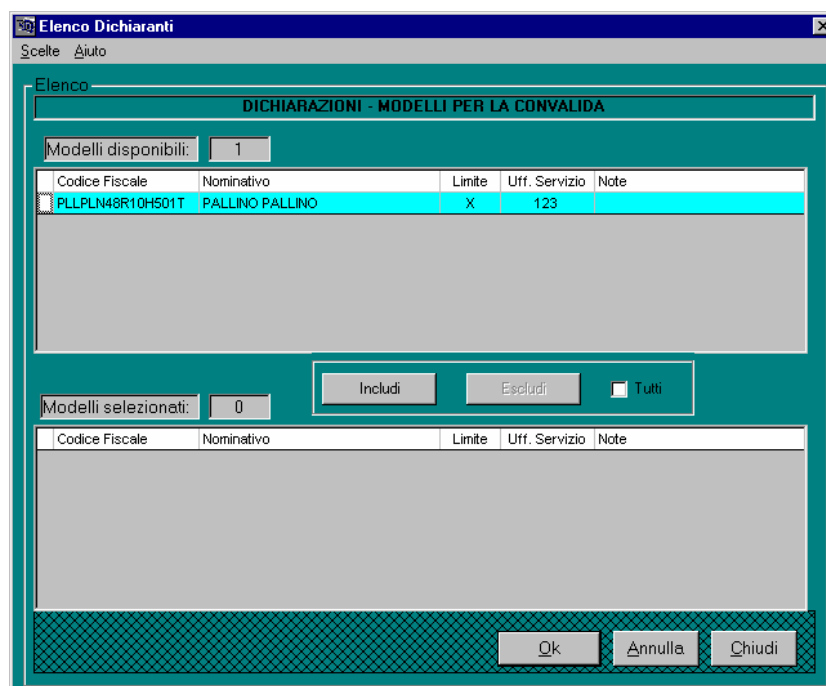 Elenco Dichiaranti
Scelte Aiuto
Elenco
DICHIARAZIONI - MODELLI PER LA CONVALIDA
Modelli disponibili: 1
Codice Fiscale Nominativo Limite Uff. Servizio Note
PLLPLN48R10H501T PALLINO PALLINO X 123
Includi Escludi Tutti
Modelli selezionati: 0
Codice Fiscale Nominativo Limite Uff. Servizio Note
Ok Annulla Chiudi